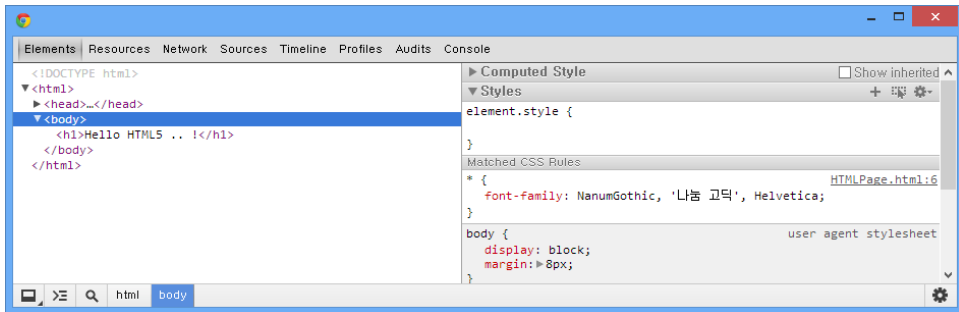 Elements Resources Network Sources Timeline Profiles Audits Console
<!DOCTYPE html>
▼<html>
▶<head>…</head>
▼<body>
<h1>Hello HTML5 .. !</h1>
</body>
</html>
▶ Computed Style Show inherited
▼ Styles
element.style {
}
Matched CSS Rules
* { HTMLPage.html:6
font-family: NanumGothic, '나눔 고딕', Helvetica;
}
body { user agent stylesheet
display: block;
margin:▶8px;
}
html body